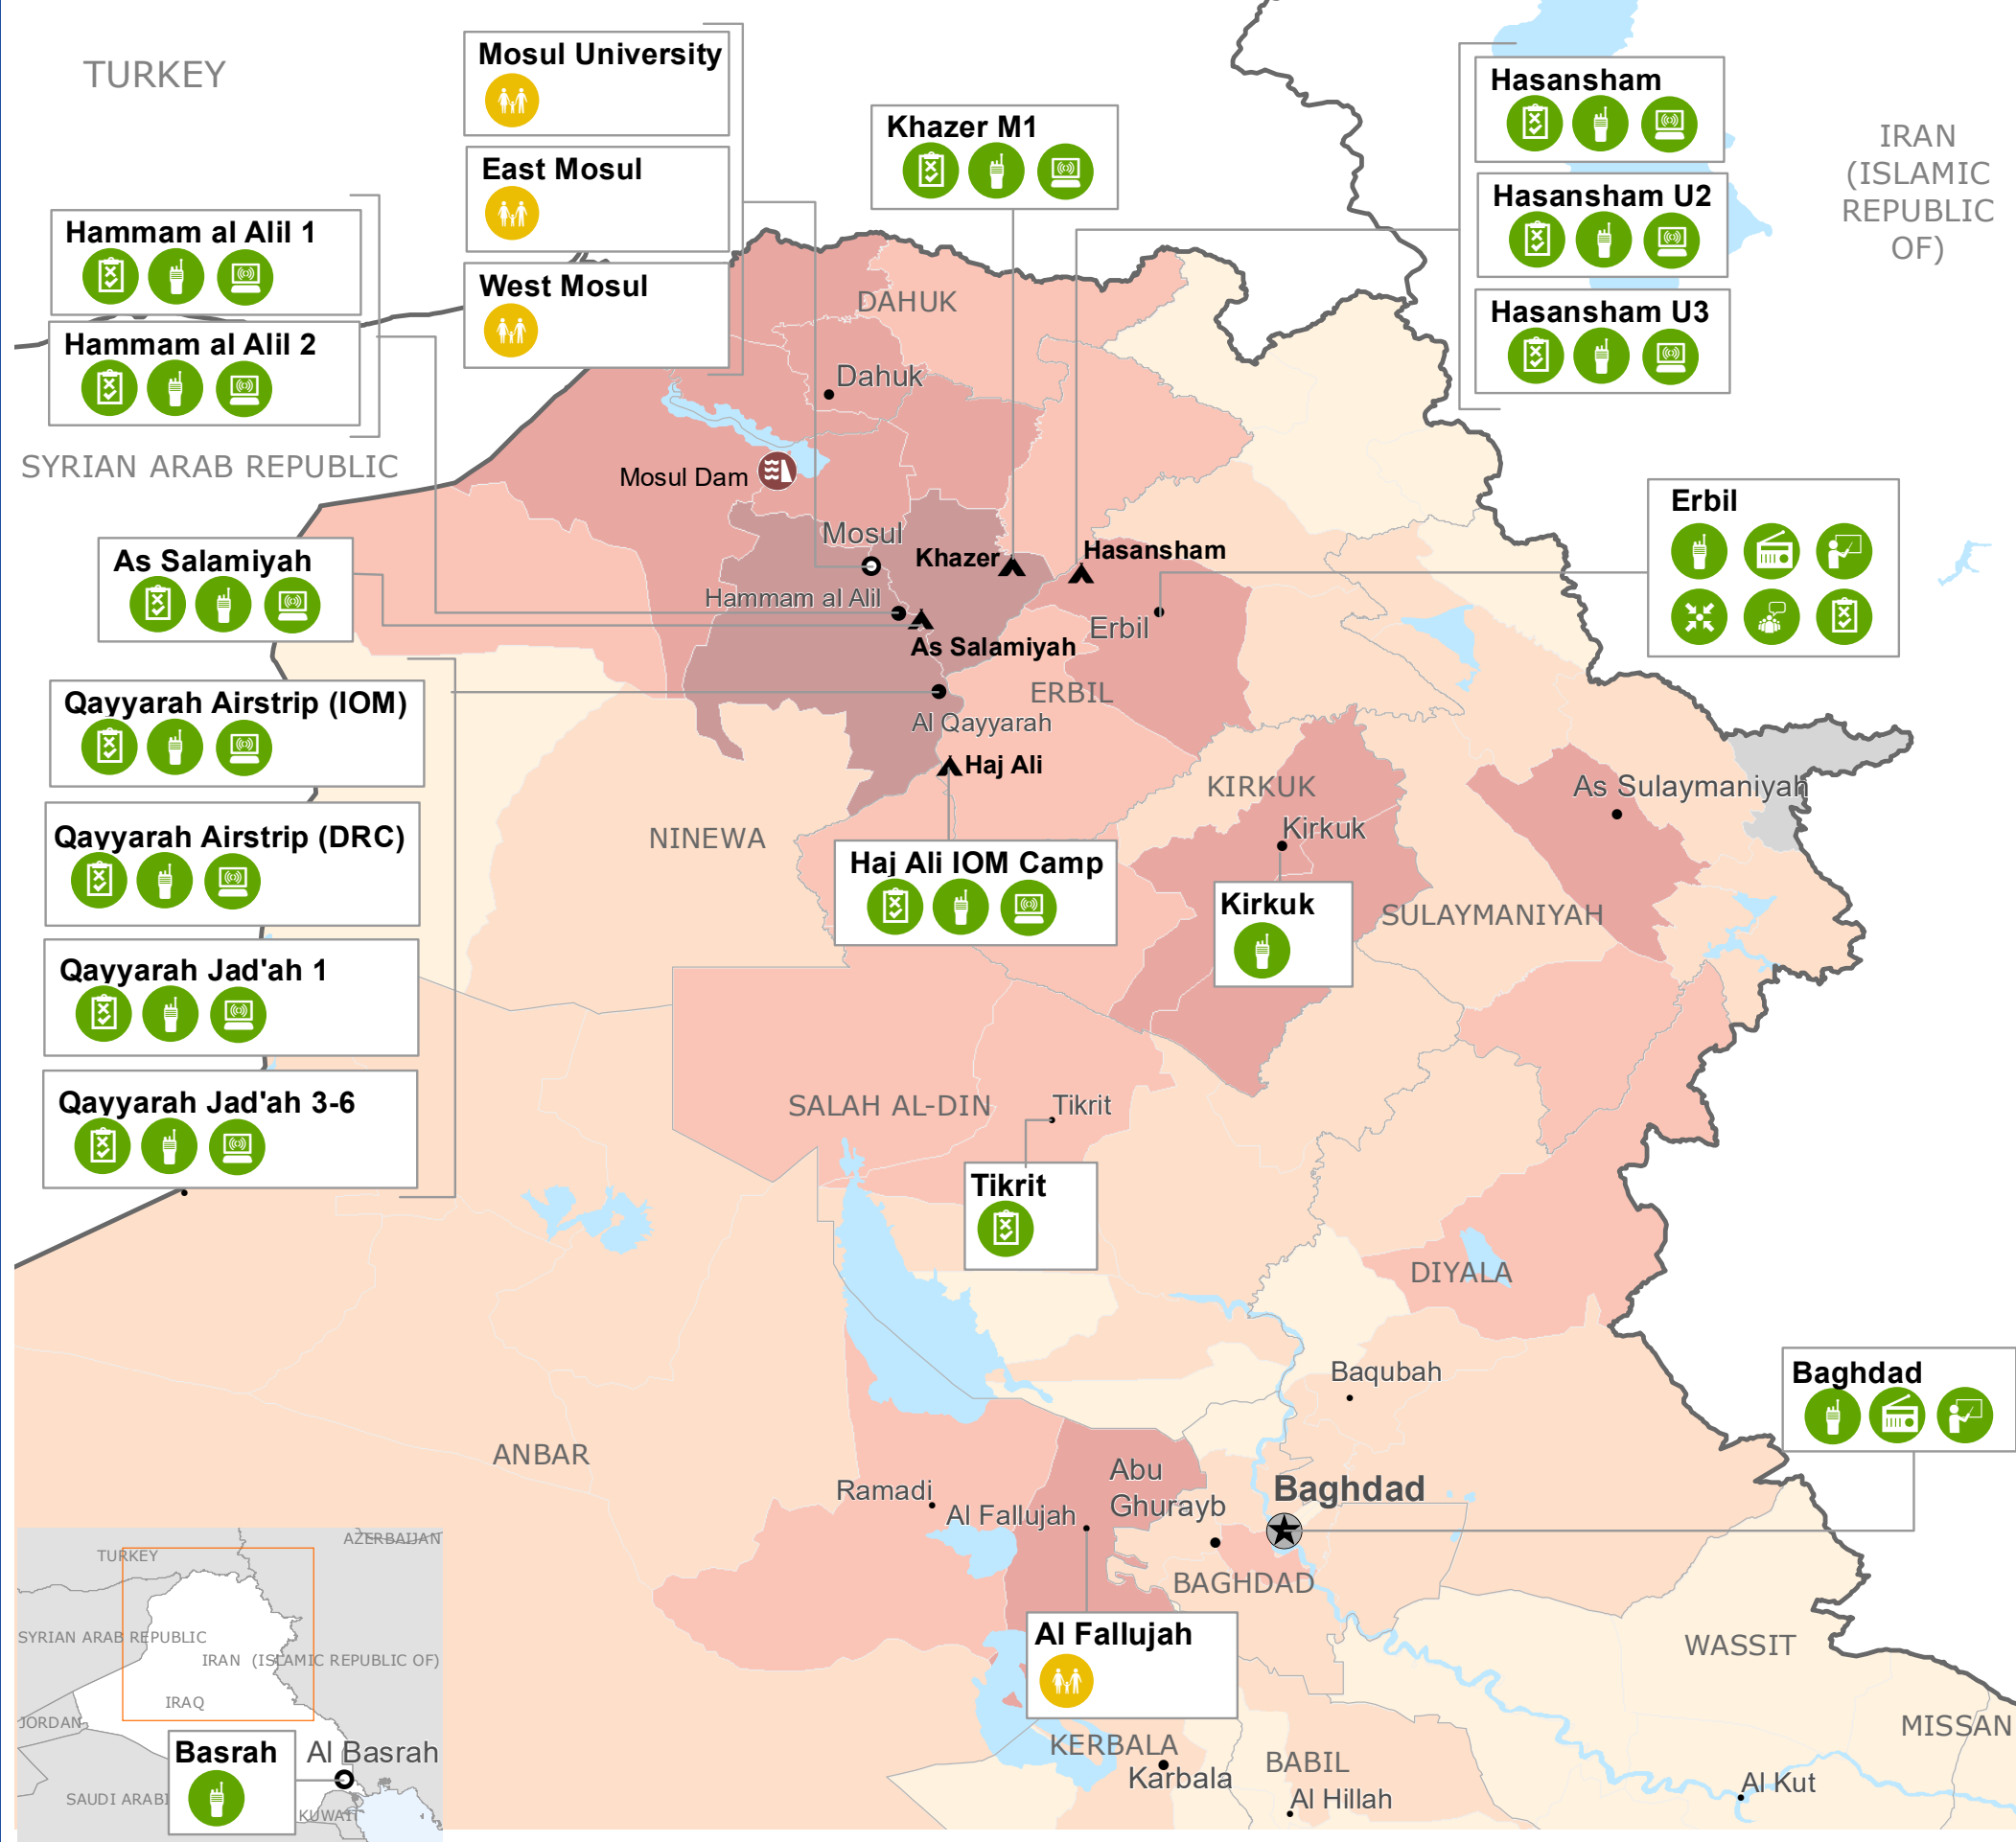 TURKEY
Mosul University
East Mosul
West Mosul
Khazer M1
Hasansham
Hasansham U2
Hasansham U3
IRAN
(ISLAMIC
REPUBLIC
OF)
Hammam al Alil 1
Hammam al Alil 2
SYRIAN ARAB REPUBLIC
DAHUK
Dahuk
Mosul Dam
Mosul
Khazer
Hasansham
Erbil
As Salamiyah
Hammam al Alil
Erbil
As Salamiyah
ERBIL
Qayyarah Airstrip (IOM)
Al Qayyarah
Haj Ali
KIRKUK
As Sulaymaniyah
Qayyarah Airstrip (DRC)
NINEWA
Kirkuk
Haj Ali IOM Camp
Kirkuk
SULAYMANIYAH
Qayyarah Jad'ah 1
Qayyarah Jad'ah 3-6
SALAH AL-DIN
Tikrit
Tikrit
DIYALA
Baqubah
Baghdad
ANBAR
Ramadi
Al Fallujah
Abu
Ghurayb
Baghdad
BAGHDAD
Al Fallujah
WASSIT
MISSAN
KERBALA
Karbala
BABIL
Al Hillah
Al Kut
AZERBAIJAN
TURKEY
SYRIAN ARAB REPUBLIC
IRAN (ISLAMIC REPUBLIC OF)
IRAQ
JORDAN
Basrah
Al Basrah
SAUDI ARABI
KUWAIT